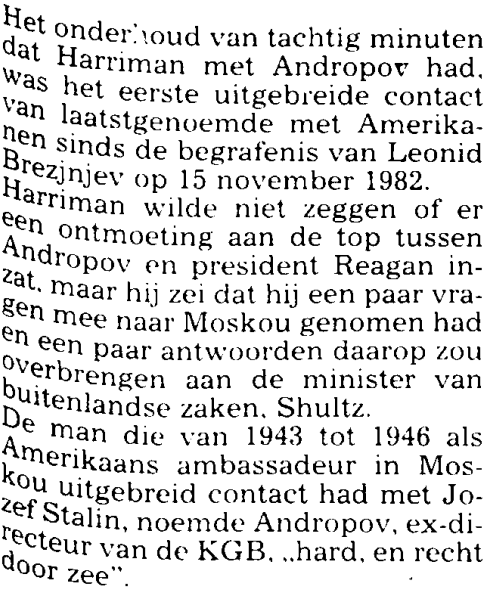 Het onderhoud van tachtig minuten
dat Harriman met Andropov had,
was het eerste uitgebreide contact
van laatstgenoemde met Amerika-
nen sinds de begrafenis van Leonid
Brezjnjev op 15 november 1982.
Harriman wilde niet zeggen of er
een ontmoeting aan de top tussen
Andropov en president Reagan in-
zat, maar hij zei dat hij een paar vra-
gen mee naar Moskou genomen had
en een paar antwoorden daarop zou
overbrengen aan de minister van
buitenlandse zaken, Shultz.
De man die van 1943 tot 1946 als
Amerikaans ambassadeur in Mos-
kou uitgebreid contact had met Jo-
zef Stalin, noemde Andropov, ex-di-
recteur van de KGB, „hard, en recht
door zee”.